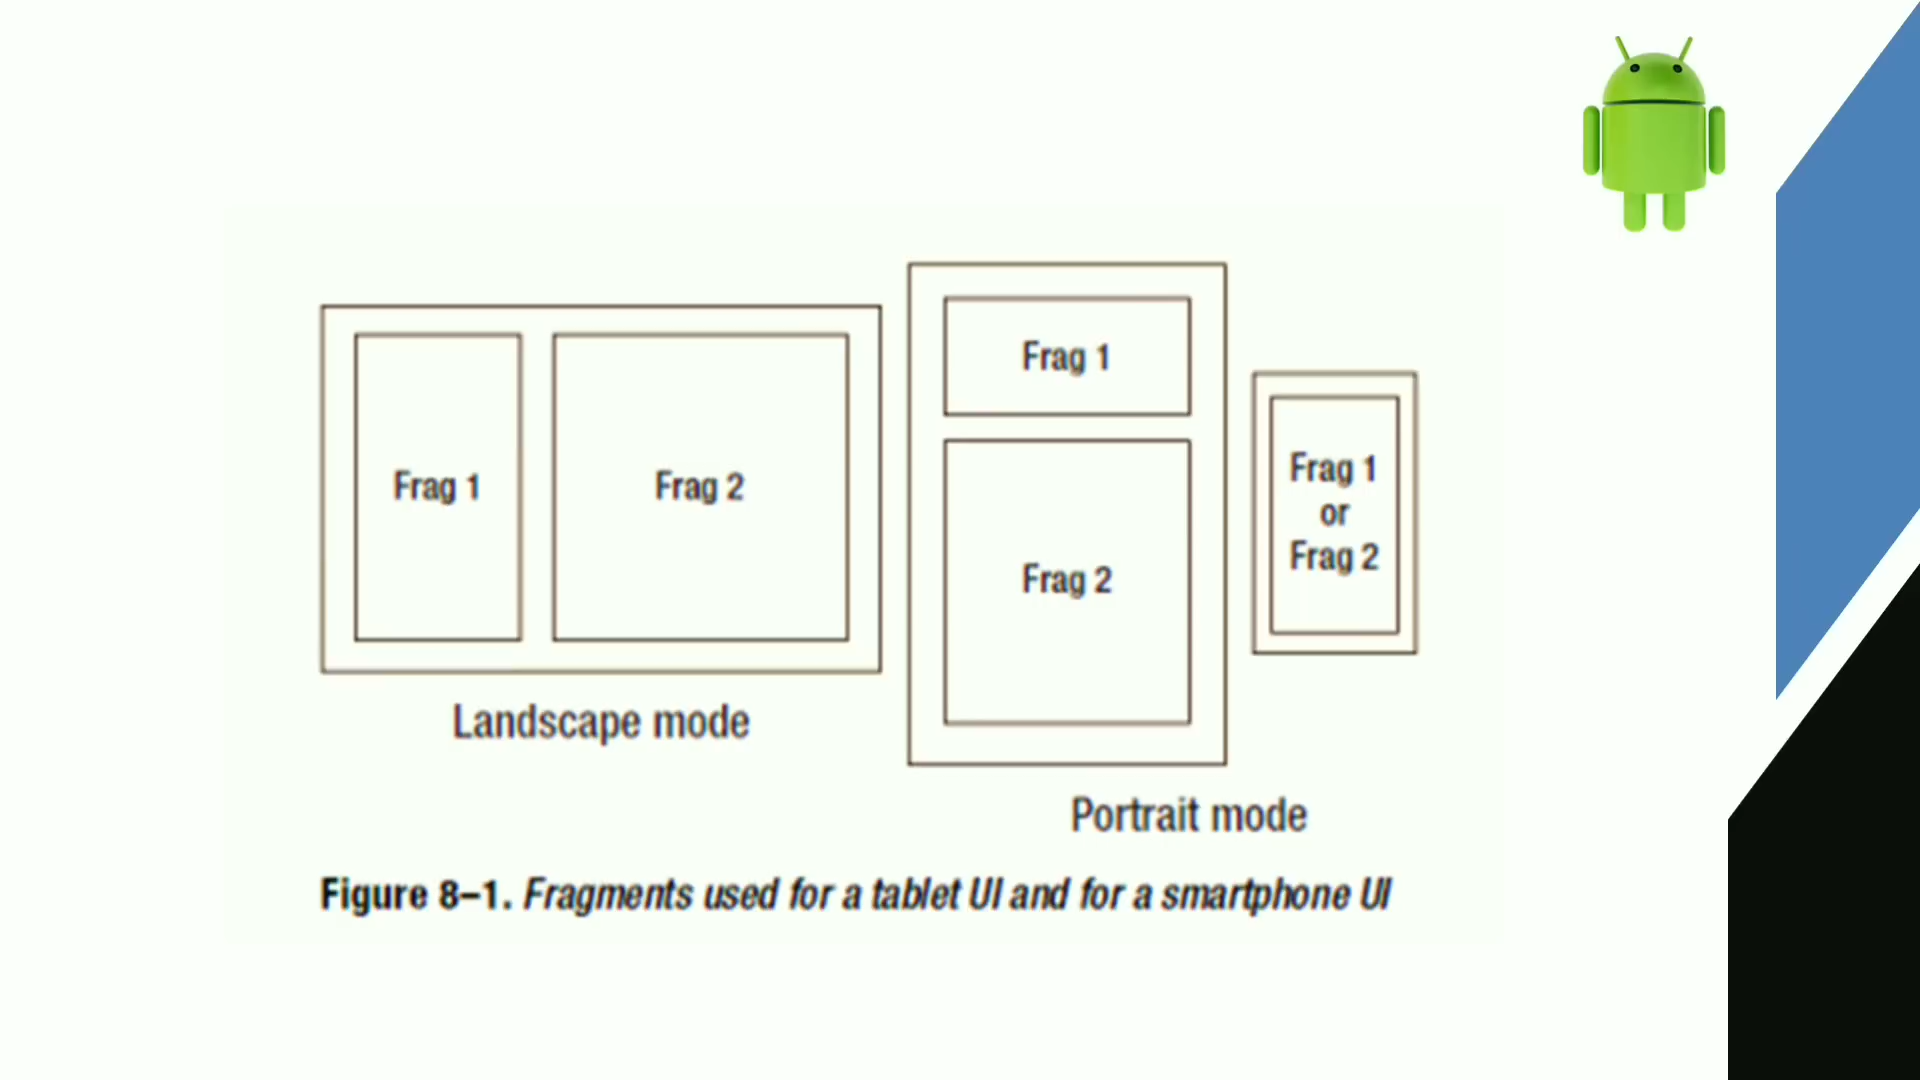 Frag 1
Frag 2
Landscape mode
Frag 1
Frag 2
Frag 1
or
Frag 2
Portrait mode
Figure 8–1. Fragments used for a tablet UI and for a smartphone UI